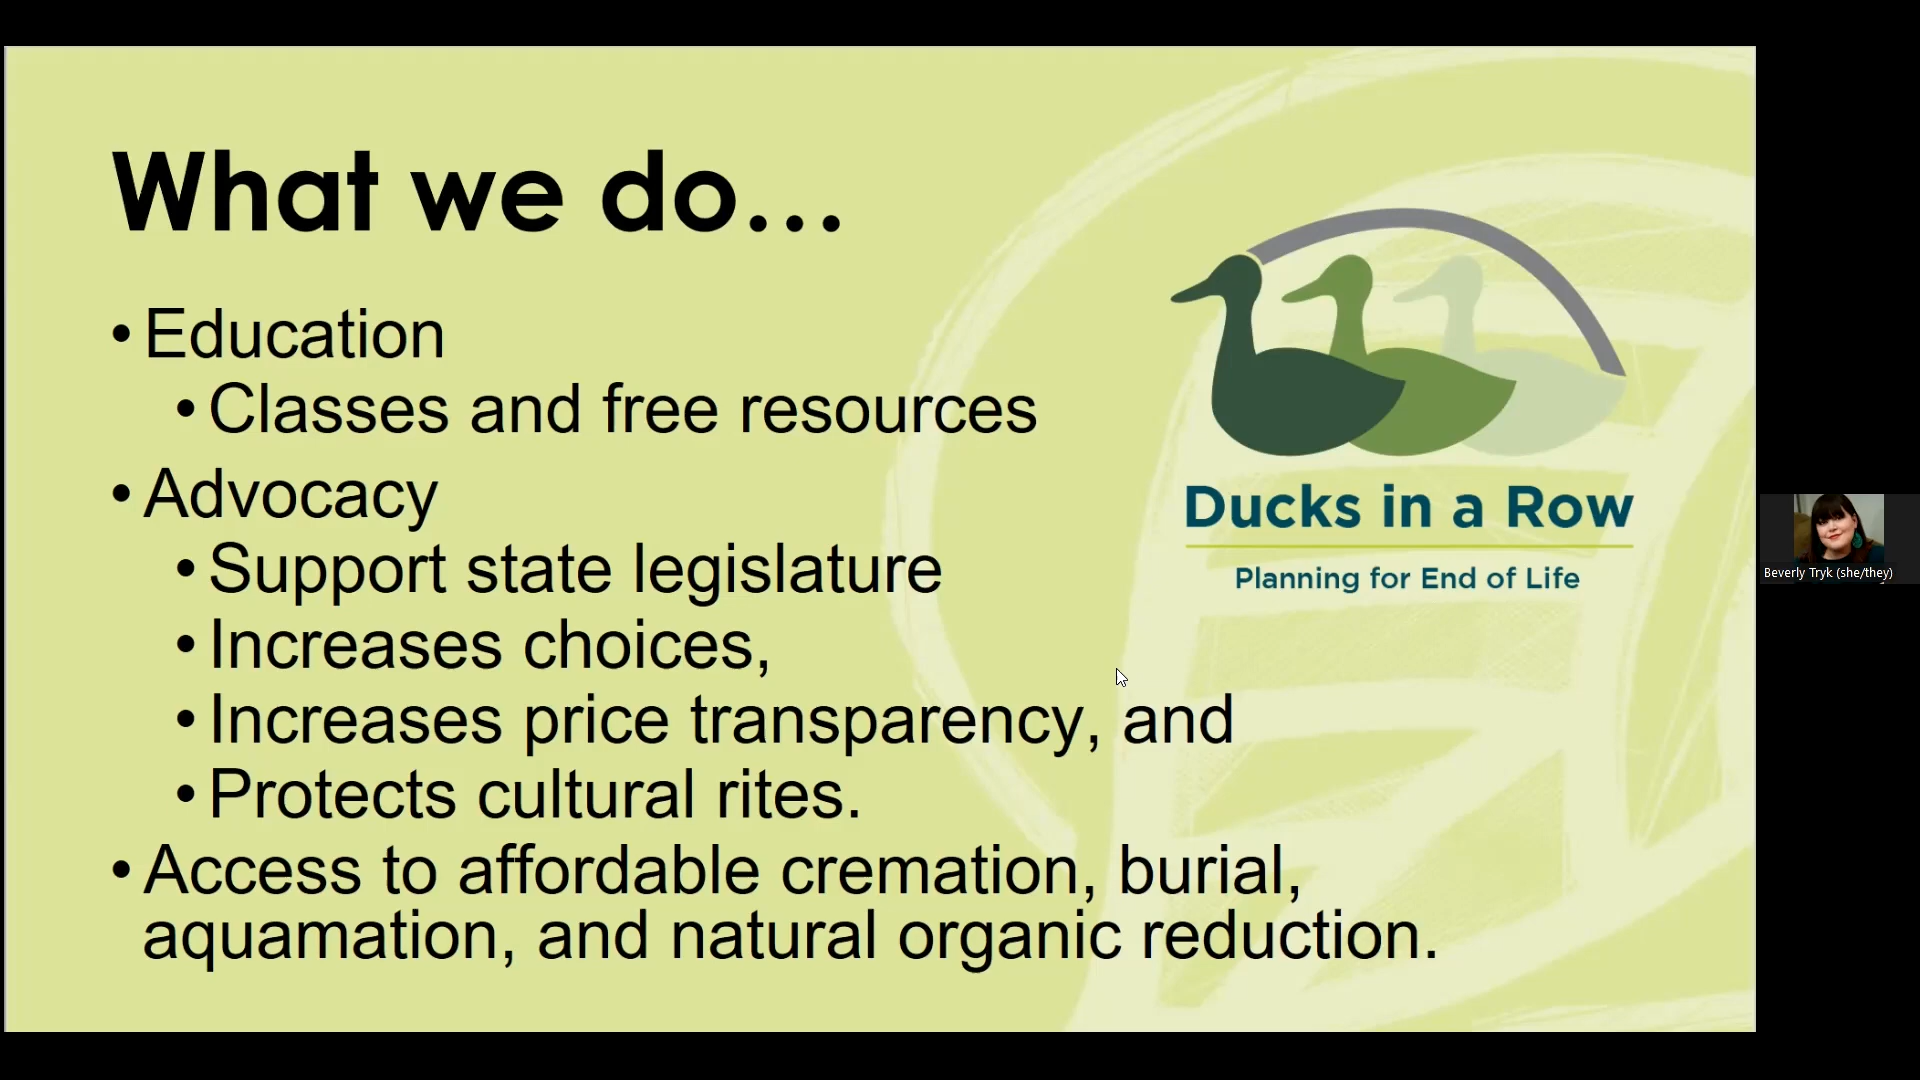 What we do...
• Education
• Classes and free resources
• Advocacy
• Support state legislature
• Increases choices,
• Increases price transparency, and
• Protects cultural rites.
• Access to affordable cremation, burial,
aquamation, and natural organic reduction.
Ducks in a Row
Planning for End of Life
Beverly Tryk (she/they)